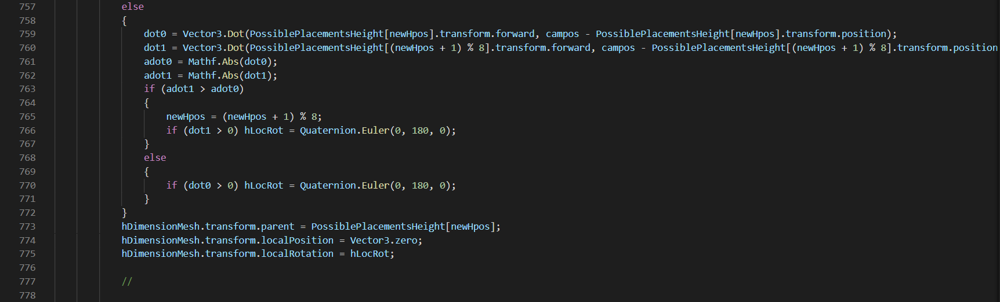 757 else
758 {
759 dot0 = Vector3.Dot(PossiblePlacementsHeight[newHpos].transform.forward, campos - PossiblePlacementsHeight[newHpos].transform.position);
760 dot1 = Vector3.Dot(PossiblePlacementsHeight[(newHpos + 1) % 8].transform.forward, campos - PossiblePlacementsHeight[(newHpos + 1) % 8].transform.position
761 adot0 = Mathf.Abs(dot0);
762 adot1 = Mathf.Abs(dot1);
763 if (adot1 > adot0)
764 {
765 newHpos = (newHpos + 1) % 8;
766 if (dot1 > 0) hLocRot = Quaternion.Euler(0, 180, 0);
767 }
768 else
769 {
770 if (dot0 > 0) hLocRot = Quaternion.Euler(0, 180, 0);
771 }
772 }
773 hDimensionMesh.transform.parent = PossiblePlacementsHeight[newHpos];
774 hDimensionMesh.transform.localPosition = Vector3.zero;
775 hDimensionMesh.transform.localRotation = hLocRot;
776
777 //
778